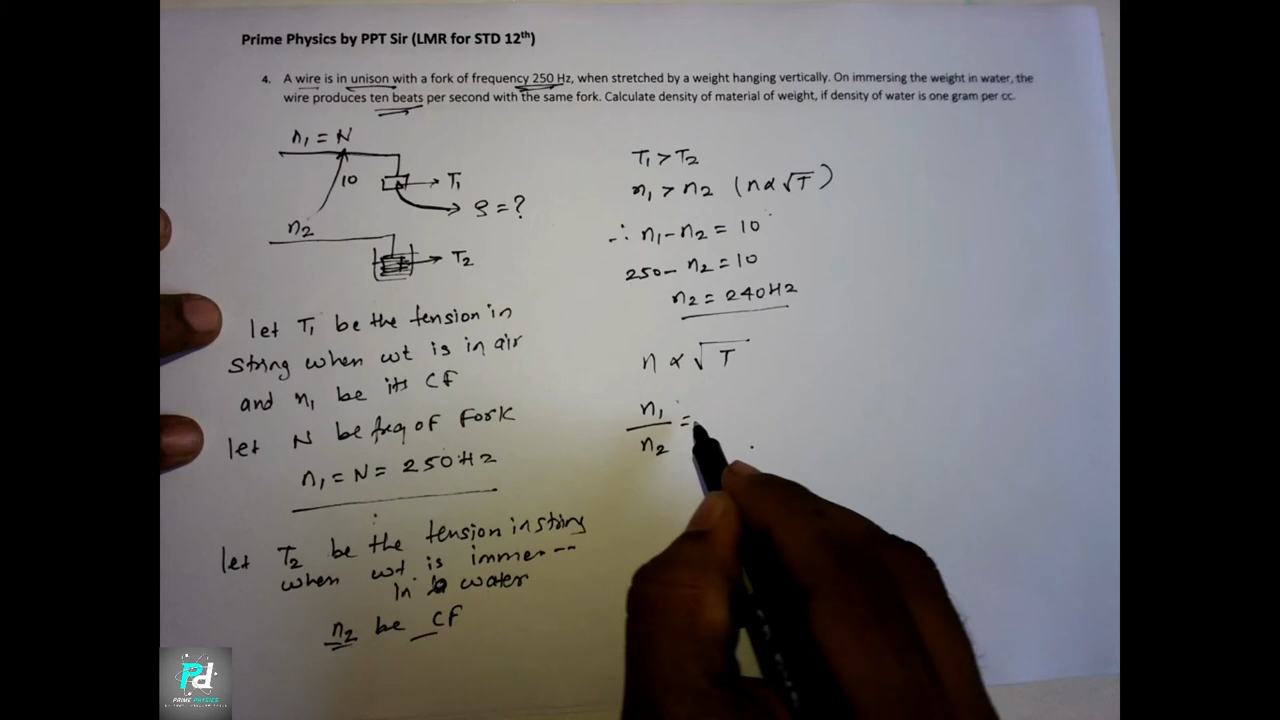 Prime Physics by PPT Sir (LMR for STD 12th)
4. A wire is in unison with a fork of frequency 250 Hz, when stretched by a weight hanging vertically. On immersing the weight in water, the
wire produces ten beats per second with the same fork. Calculate density of material of weight, if density of water is one gram per cc.
n₁ = N
10
T₁
ρ = ?
n₂
T₂
let T₁ be the tension in
string when wt is in air
and n₁ be its CF
let N be freq of Fork
n₁ = N = 250Hz
let T₂ be the tension in string
when wt is immer---
In water
n₂ be CF
T₁ > T₂
n₁ > n₂ (n ∝ √T)
∴ n₁ - n₂ = 10
250 - n₂ = 10
n₂ = 240Hz
n ∝ √T
n₁/n₂ =
Pd
PRIME PHYSICS